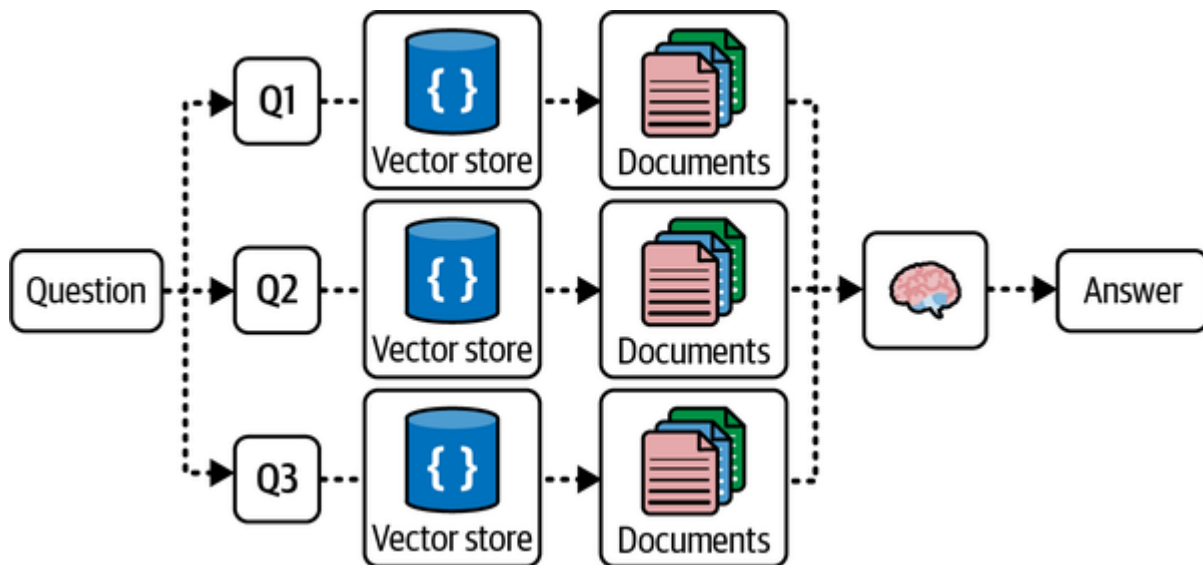 Q1
{ }
Vector store
Documents
Question
Q2
{ }
Vector store
Documents
Answer
Q3
{ }
Vector store
Documents